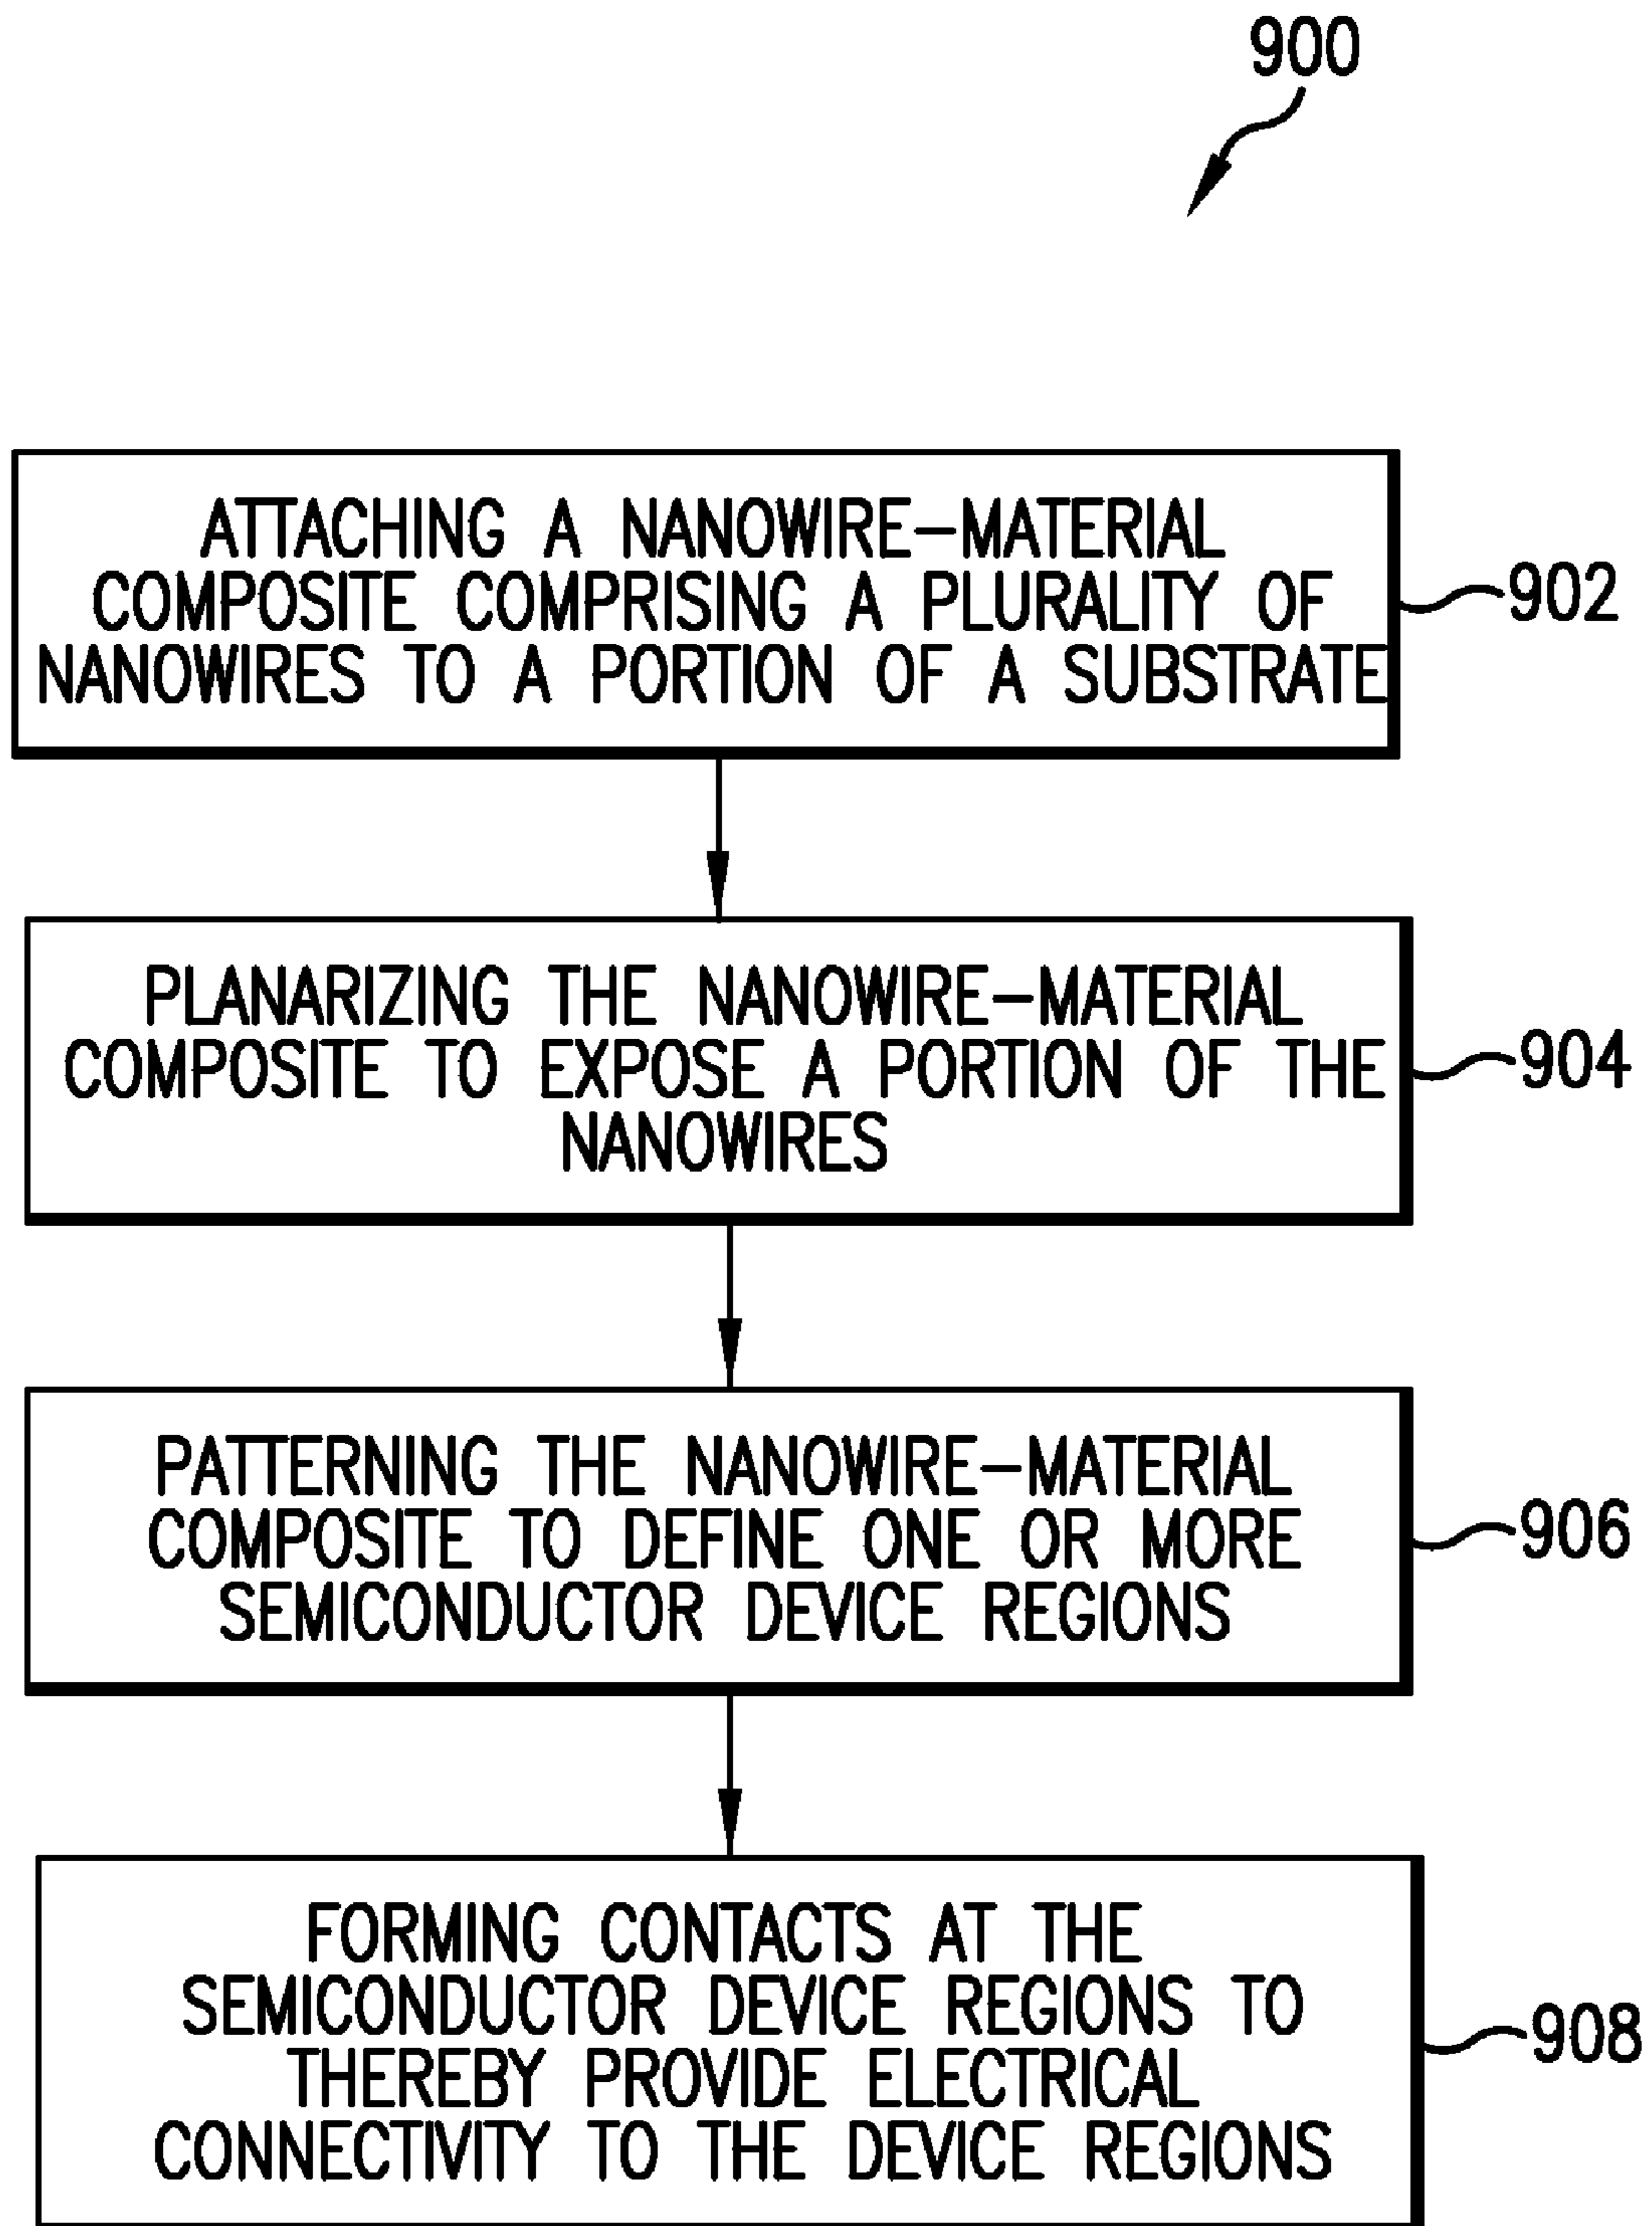 900
ATTACHING A NANOWIRE-MATERIAL
COMPOSITE COMPRISING A PLURALITY OF
NANOWIRES TO A PORTION OF A SUBSTRATE
902
PLANARIZING THE NANOWIRE-MATERIAL
COMPOSITE TO EXPOSE A PORTION OF THE
NANOWIRES
904
PATTERNING THE NANOWIRE-MATERIAL
COMPOSITE TO DEFINE ONE OR MORE
SEMICONDUCTOR DEVICE REGIONS
906
FORMING CONTACTS AT THE
SEMICONDUCTOR DEVICE REGIONS TO
THEREBY PROVIDE ELECTRICAL
CONNECTIVITY TO THE DEVICE REGIONS
908